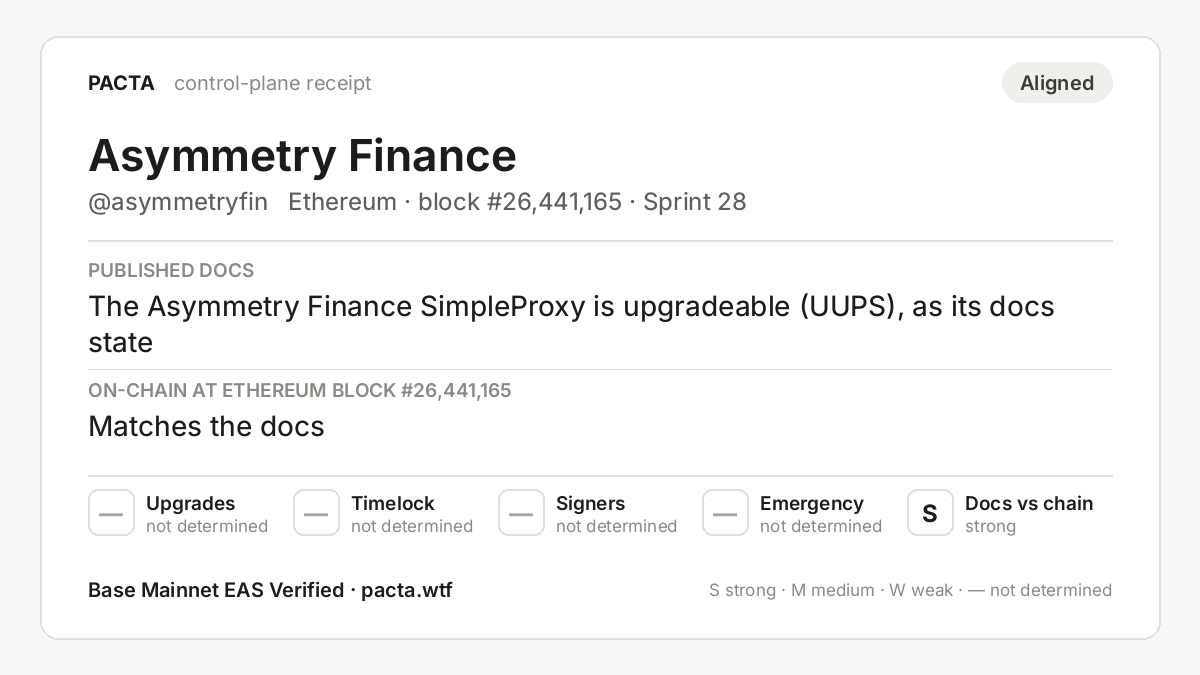 PACTA control-plane receipt Aligned
Asymmetry Finance
@asymmetryfin Ethereum · block #26,441,165 · Sprint 28
PUBLISHED DOCS
The Asymmetry Finance SimpleProxy is upgradeable (UUPS), as its docs
state
ON-CHAIN AT ETHEREUM BLOCK #26,441,165
Matches the docs
— Upgrades — Timelock — Signers — Emergency S Docs vs chain
not determined not determined not determined not determined strong
Base Mainnet EAS Verified · pacta.wtf S strong · M medium · W weak · — not determined